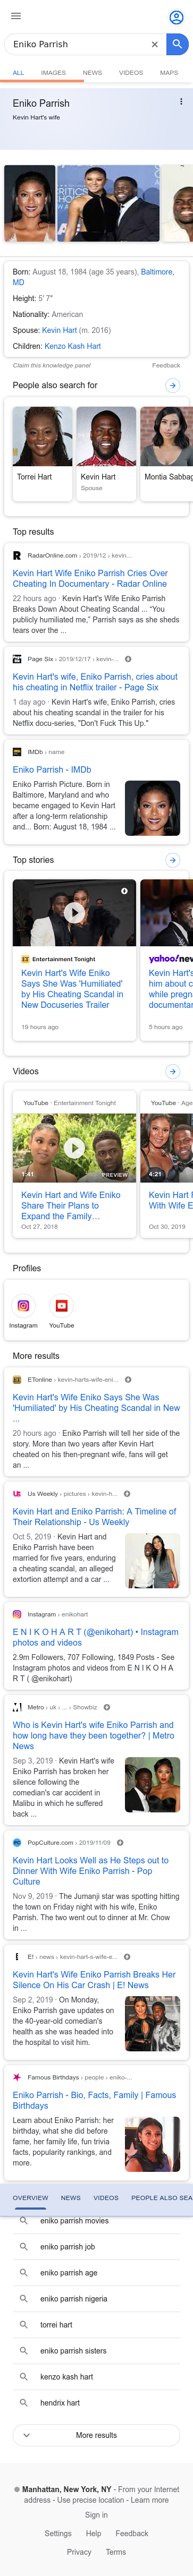 Eniko Parrish
ALL IMAGES NEWS VIDEOS MAPS
Eniko Parrish
Kevin Hart's wife
Born: August 18, 1984 (age 35 years), Baltimore,
MD
Height: 5' 7"
Nationality: American
Spouse: Kevin Hart (m. 2016)
Children: Kenzo Kash Hart
Claim this knowledge panel Feedback
People also search for
Torrei Hart
Kevin Hart
Spouse
Montia Sabbag
Top results
RadarOnline.com › 2019/12 › kevin...
Kevin Hart Wife Eniko Parrish Cries Over
Cheating In Documentary - Radar Online
22 hours ago · Kevin Hart's Wife Eniko Parrish
Breaks Down About Cheating Scandal ... “You
publicly humiliated me,” Parrish says as she sheds
tears over the ...
Page Six › 2019/12/17 › kevin-...
Kevin Hart's wife, Eniko Parrish, cries about
his cheating in Netflix trailer - Page Six
1 day ago · Kevin Hart's wife, Eniko Parrish, cries
about his cheating scandal in the trailer for his
Netflix docu-series, "Don't Fuck This Up."
IMDb › name
Eniko Parrish - IMDb
Eniko Parrish Picture. Born in
Baltimore, Maryland and who
became engaged to Kevin Hart
after a long-term relationship
and... Born: August 18, 1984 ...
Top stories
Entertainment Tonight
Kevin Hart's Wife Eniko
Says She Was 'Humiliated'
by His Cheating Scandal in
New Docuseries Trailer
19 hours ago
yahoo!new
Kevin Hart's
him about c
while pregn
documentar
5 hours ago
Videos
YouTube · Entertainment Tonight
1:41
PREVIEW
Kevin Hart and Wife Eniko
Share Their Plans to
Expand the Family…
Oct 27, 2018
YouTube · Age
4:21
Kevin Hart
With Wife E
Oct 30, 2019
Profiles
Instagram YouTube
More results
ETonline › kevin-harts-wife-eni...
Kevin Hart's Wife Eniko Says She Was
'Humiliated' by His Cheating Scandal in New
...
20 hours ago · Eniko Parrish will tell her side of the
story. More than two years after Kevin Hart
cheated on his then-pregnant wife, fans will get
an ...
Us Weekly › pictures › kevin-h...
Kevin Hart and Eniko Parrish: A Timeline of
Their Relationship - Us Weekly
Oct 5, 2019 · Kevin Hart and
Eniko Parrish have been
married for five years, enduring
a cheating scandal, an alleged
extortion attempt and a car ...
Instagram › enikohart
E N I K O H A R T (@enikohart) • Instagram
photos and videos
2.9m Followers, 707 Following, 1849 Posts - See
Instagram photos and videos from E N I K O H A
R T ( @enikohart)
Metro › uk › ... › Showbiz
Who is Kevin Hart's wife Eniko Parrish and
how long have they been together? | Metro
News
Sep 3, 2019 · Kevin Hart's wife
Eniko Parrish has broken her
silence following the
comedian's car accident in
Malibu in which he suffered
back ...
PopCulture.com › 2019/11/09
Kevin Hart Looks Well as He Steps out to
Dinner With Wife Eniko Parrish - Pop
Culture
Nov 9, 2019 · The Jumanji star was spotting hitting
the town on Friday night with his wife, Eniko
Parrish. The two went out to dinner at Mr. Chow
in ...
E! › news › kevin-hart-s-wife-e...
Kevin Hart's Wife Eniko Parrish Breaks Her
Silence On His Car Crash | E! News
Sep 2, 2019 · On Monday,
Eniko Parrish gave updates on
the 40-year-old comedian's
health as she was headed into
the hospital to visit him.
Famous Birthdays › people › eniko-...
Eniko Parrish - Bio, Facts, Family | Famous
Birthdays
Learn about Eniko Parrish: her
birthday, what she did before
fame, her family life, fun trivia
facts, popularity rankings, and
more.
OVERVIEW NEWS VIDEOS PEOPLE ALSO SEA
eniko parrish movies
eniko parrish job
eniko parrish age
eniko parrish nigeria
torrei hart
eniko parrish sisters
kenzo kash hart
hendrix hart
More results
Manhattan, New York, NY - From your Internet
address - Use precise location - Learn more
Sign in
Settings Help Feedback
Privacy Terms